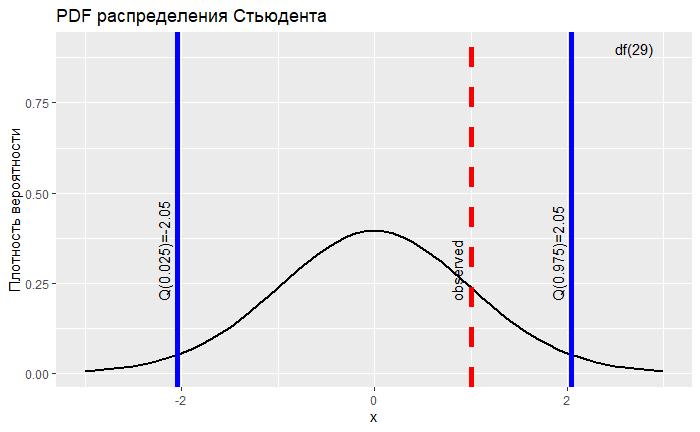 PDF распределения Стьюдента
df(29)
Плотность вероятности
0.75
0.50
0.25
0.00
Q(0.025)=-2.05
observed
Q(0.975)=2.05
-2
0
2
x